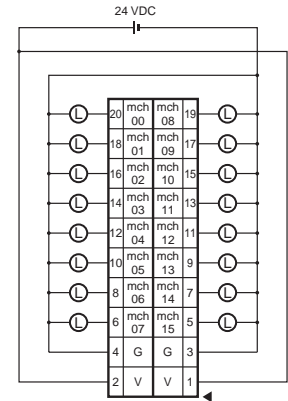 24 VDC
L 20 mch 00 mch 08 19 L
L 18 mch 01 mch 09 17 L
L 16 mch 02 mch 10 15 L
L 14 mch 03 mch 11 13 L
L 12 mch 04 mch 12 11 L
L 10 mch 05 mch 13 9 L
L 8 mch 06 mch 14 7 L
L 6 mch 07 mch 15 5 L
4 G G 3
2 V V 1